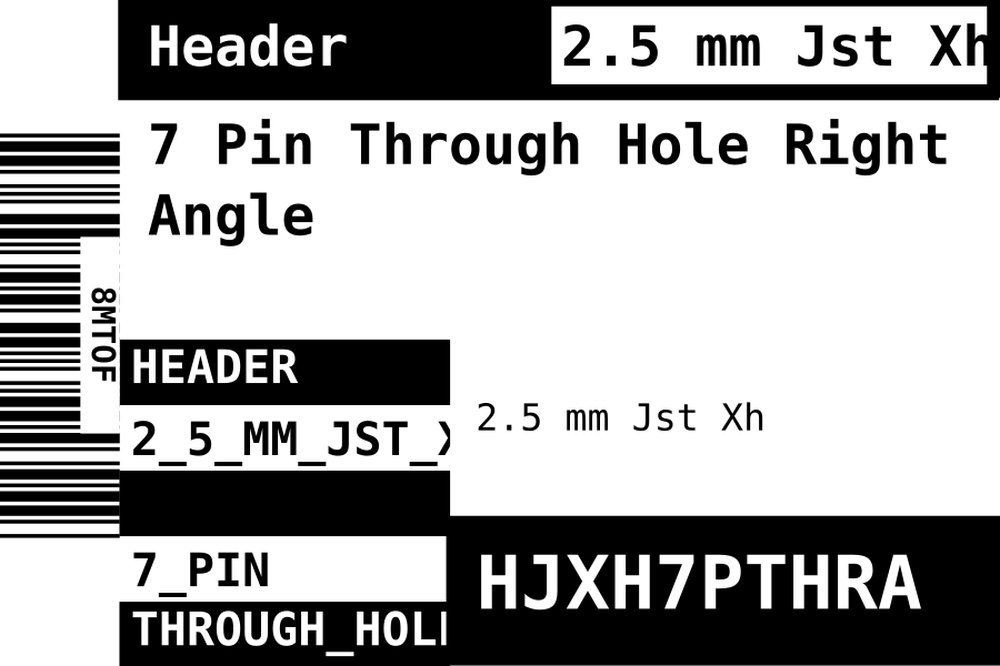 Header
2.5 mm Jst Xh
7 Pin Through Hole Right
Angle
8MTOF
HEADER
2_5_MM_JST_X
2.5 mm Jst Xh
7_PIN
THROUGH_HOL
HJXH7PTHRA